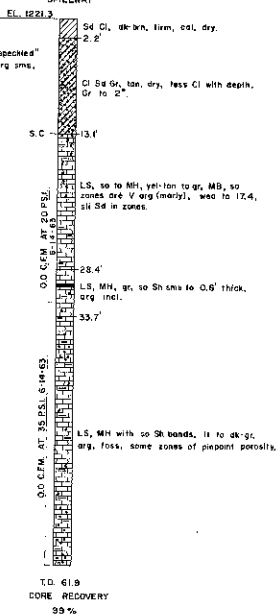 SPILLWAY
EL. 1221.3
Sd Cl, dk-brn, firm, cal, dry.
2.2'
speckled"
rg sms.
Cl Sd Gr, tan, dry, less Cl with depth,
Gr to 2".
S.C
13.1'
LS, so to MH, yel-tan to gr, MB, so
zones are V arg (marly), wea to 17.4,
sli Sd in zones.
0.0 C.F.M. AT 20 P.S.I.
6-14-63
28.4'
LS, MH, gr, so Sh sms to 0.6' thick,
arg incl.
33.7'
0.0 C.F.M. AT 35 P.S.I. 6-14-63
LS, MH with so Sh bands, lt to dk-gr,
arg, foss, some zones of pinpoint porosity.
T.D. 61.9
CORE RECOVERY
99 %